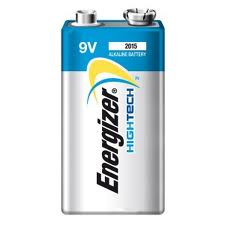 9V
2015
ALKALINE BATTERY
Energizer
HIGHTECH